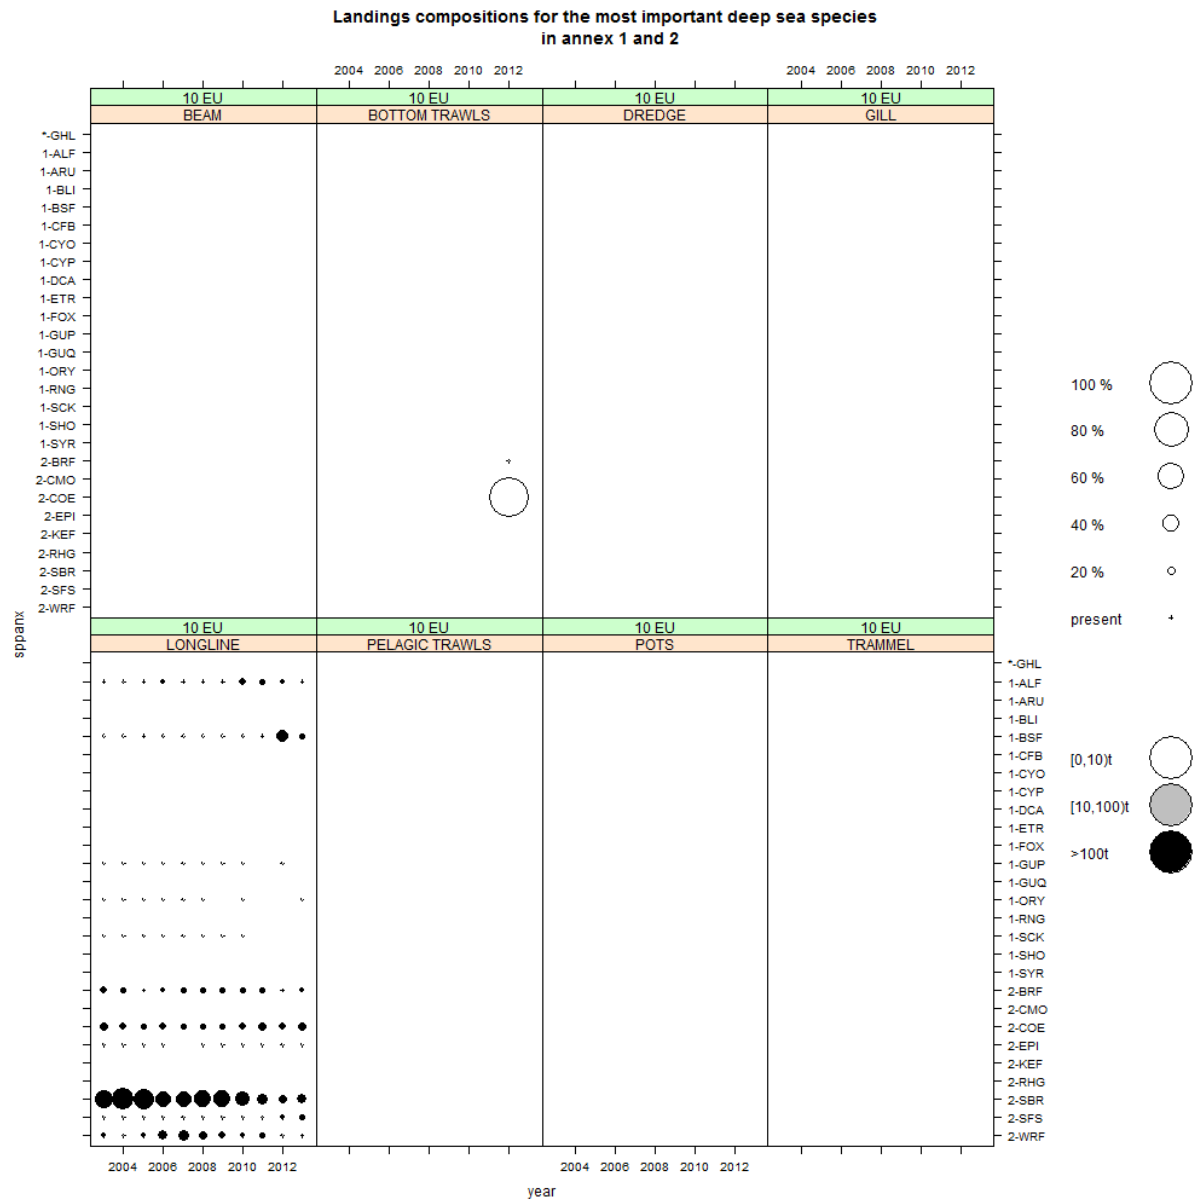 Landings compositions for the most important deep sea species
in annex 1 and 2
2004 2006 2008 2010 2012 2004 2006 2008 2010 2012
10 EU 10 EU 10 EU 10 EU
BEAM BOTTOM TRAWLS DREDGE GILL
*-GHL
1-ALF
1-ARU
1-BLI
1-BSF
1-CFB
1-CYO
1-CYP
1-DCA
1-ETR
1-FOX
1-GUP
1-GUQ
1-ORY
1-RNG
1-SCK
1-SHO
1-SYR
2-BRF
2-CMO
2-COE
2-EPI
2-KEF
2-RHG
2-SBR
2-SFS
2-WRF
sppanx
10 EU 10 EU 10 EU 10 EU
LONGLINE PELAGIC TRAWLS POTS TRAMMEL
*-GHL
1-ALF
1-ARU
1-BLI
1-BSF
1-CFB
1-CYO
1-CYP
1-DCA
1-ETR
1-FOX
1-GUP
1-GUQ
1-ORY
1-RNG
1-SCK
1-SHO
1-SYR
2-BRF
2-CMO
2-COE
2-EPI
2-KEF
2-RHG
2-SBR
2-SFS
2-WRF
2004 2006 2008 2010 2012 2004 2006 2008 2010 2012
year
100 %
80 %
60 %
40 %
20 %
present
[0,10)t
[10,100)t
>100t